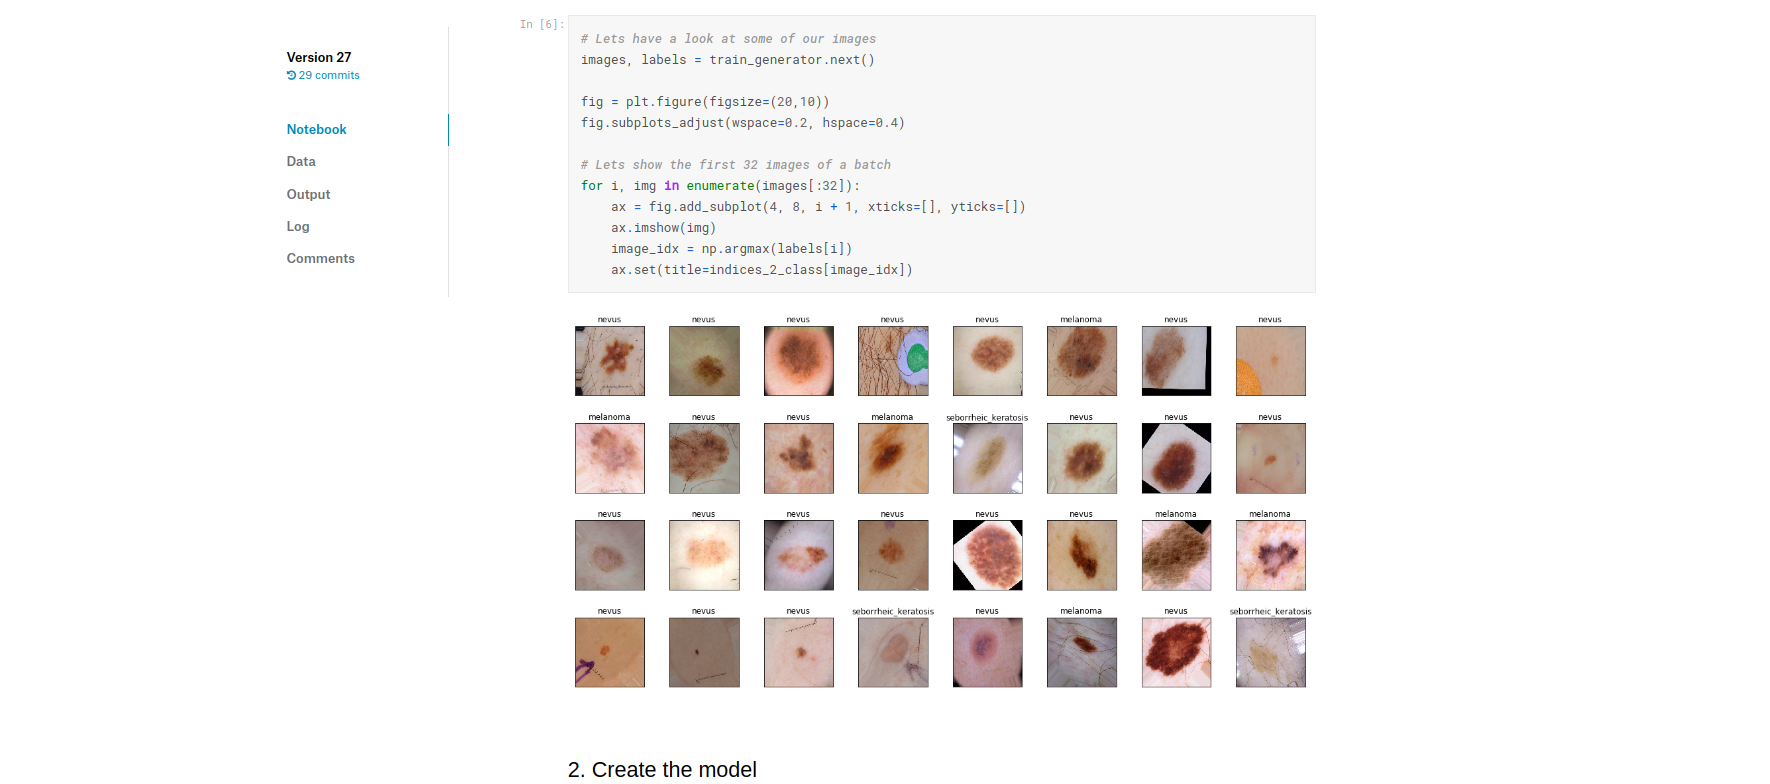 Version 27
29 commits
Notebook
Data
Output
Log
Comments
In [6]:
# Lets have a look at some of our images
images, labels = train_generator.next()
fig = plt.figure(figsize=(20,10))
fig.subplots_adjust(wspace=0.2, hspace=0.4)
# Lets show the first 32 images of a batch
for i, img in enumerate(images[:32]):
    ax = fig.add_subplot(4, 8, i + 1, xticks=[], yticks=[])
    ax.imshow(img)
    image_idx = np.argmax(labels[i])
    ax.set(title=indices_2_class[image_idx])
nevus nevus nevus nevus nevus melanoma nevus nevus
melanoma nevus nevus melanoma seborrheic_keratosis nevus nevus nevus
nevus nevus nevus nevus nevus nevus melanoma melanoma
nevus nevus nevus seborrheic_keratosis nevus melanoma nevus seborrheic_keratosis
2. Create the model